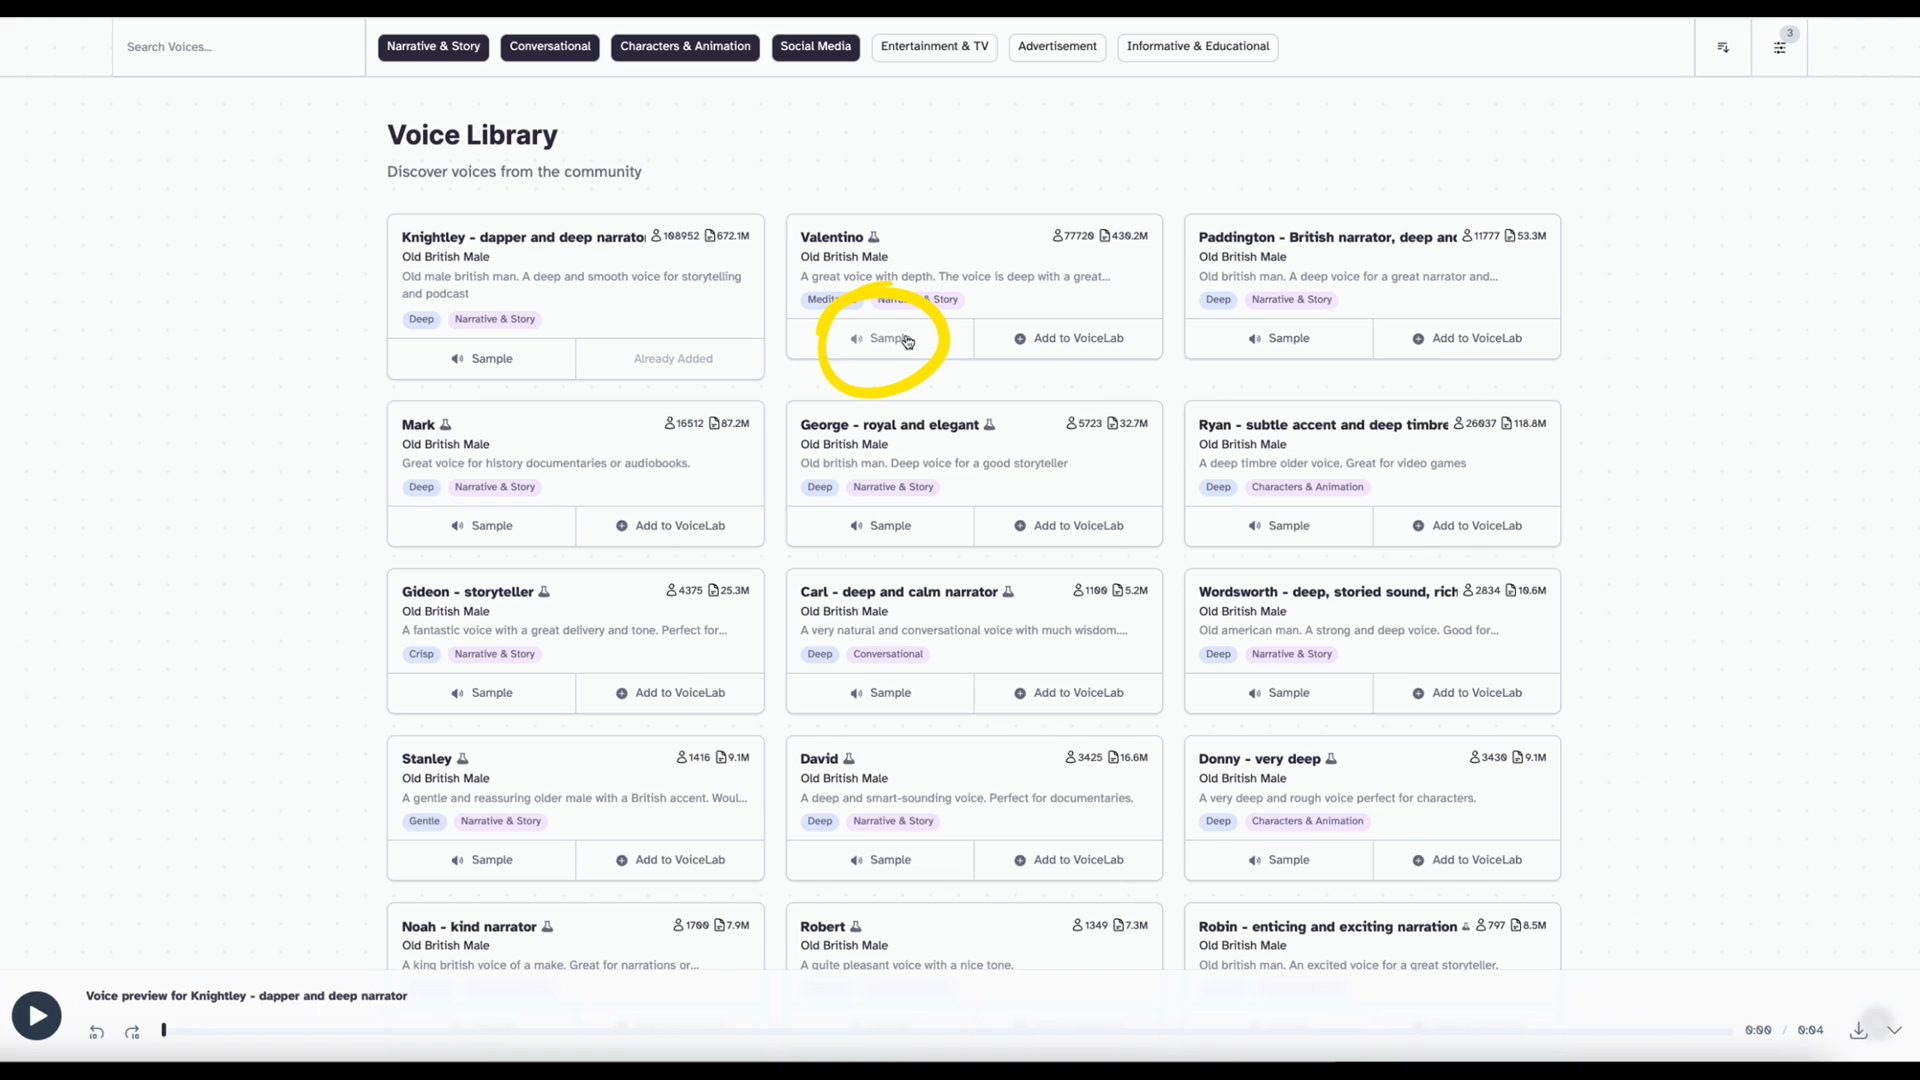 Search Voices...
Narrative & Story
Conversational
Characters & Animation
Social Media
Entertainment & TV
Advertisement
Informative & Educational
3
Voice Library
Discover voices from the community
Knightley - dapper and deep narrato
108952
672.1M
Old British Male
Old male british man. A deep and smooth voice for storytelling
and podcast
Deep
Narrative & Story
Sample
Already Added
Valentino
77720
430.2M
Old British Male
A great voice with depth. The voice is deep with a great...
& Story
Sample
Add to VoiceLab
Paddington - British narrator, deep and
11777
53.3M
Old British Male
Old british man. A deep voice for a great narrator and...
Deep
Narrative & Story
Sample
Add to VoiceLab
Mark
16512
87.2M
Old British Male
Great voice for history documentaries or audiobooks.
Deep
Narrative & Story
Sample
Add to VoiceLab
George - royal and elegant
5723
32.7M
Old British Male
Old british man. Deep voice for a good storyteller
Deep
Narrative & Story
Sample
Add to VoiceLab
Ryan - subtle accent and deep timbre
26037
118.8M
Old British Male
A deep timbre older voice. Great for video games
Deep
Characters & Animation
Sample
Add to VoiceLab
Gideon - storyteller
4375
25.3M
Old British Male
A fantastic voice with a great delivery and tone. Perfect for...
Crisp
Narrative & Story
Sample
Add to VoiceLab
Carl - deep and calm narrator
1100
5.2M
Old British Male
A very natural and conversational voice with much wisdom....
Deep
Conversational
Sample
Add to VoiceLab
Wordsworth - deep, storied sound, rich
2834
10.6M
Old British Male
Old american man. A strong and deep voice. Good for...
Deep
Narrative & Story
Sample
Add to VoiceLab
Stanley
1416
9.1M
Old British Male
A gentle and reassuring older male with a British accent. Woul...
Gentle
Narrative & Story
Sample
Add to VoiceLab
David
3425
16.6M
Old British Male
A deep and smart-sounding voice. Perfect for documentaries.
Deep
Narrative & Story
Sample
Add to VoiceLab
Donny - very deep
3430
9.1M
Old British Male
A very deep and rough voice perfect for characters.
Deep
Characters & Animation
Sample
Add to VoiceLab
Noah - kind narrator
1700
7.9M
Old British Male
A king british voice of a make. Great for narrations or...
Robert
1349
7.3M
Old British Male
A quite pleasant voice with a nice tone.
Robin - enticing and exciting narration
797
8.5M
Old British Male
Old british man. An excited voice for a great storyteller.
Voice preview for Knightley - dapper and deep narrator
10
10
0:00 / 0:04